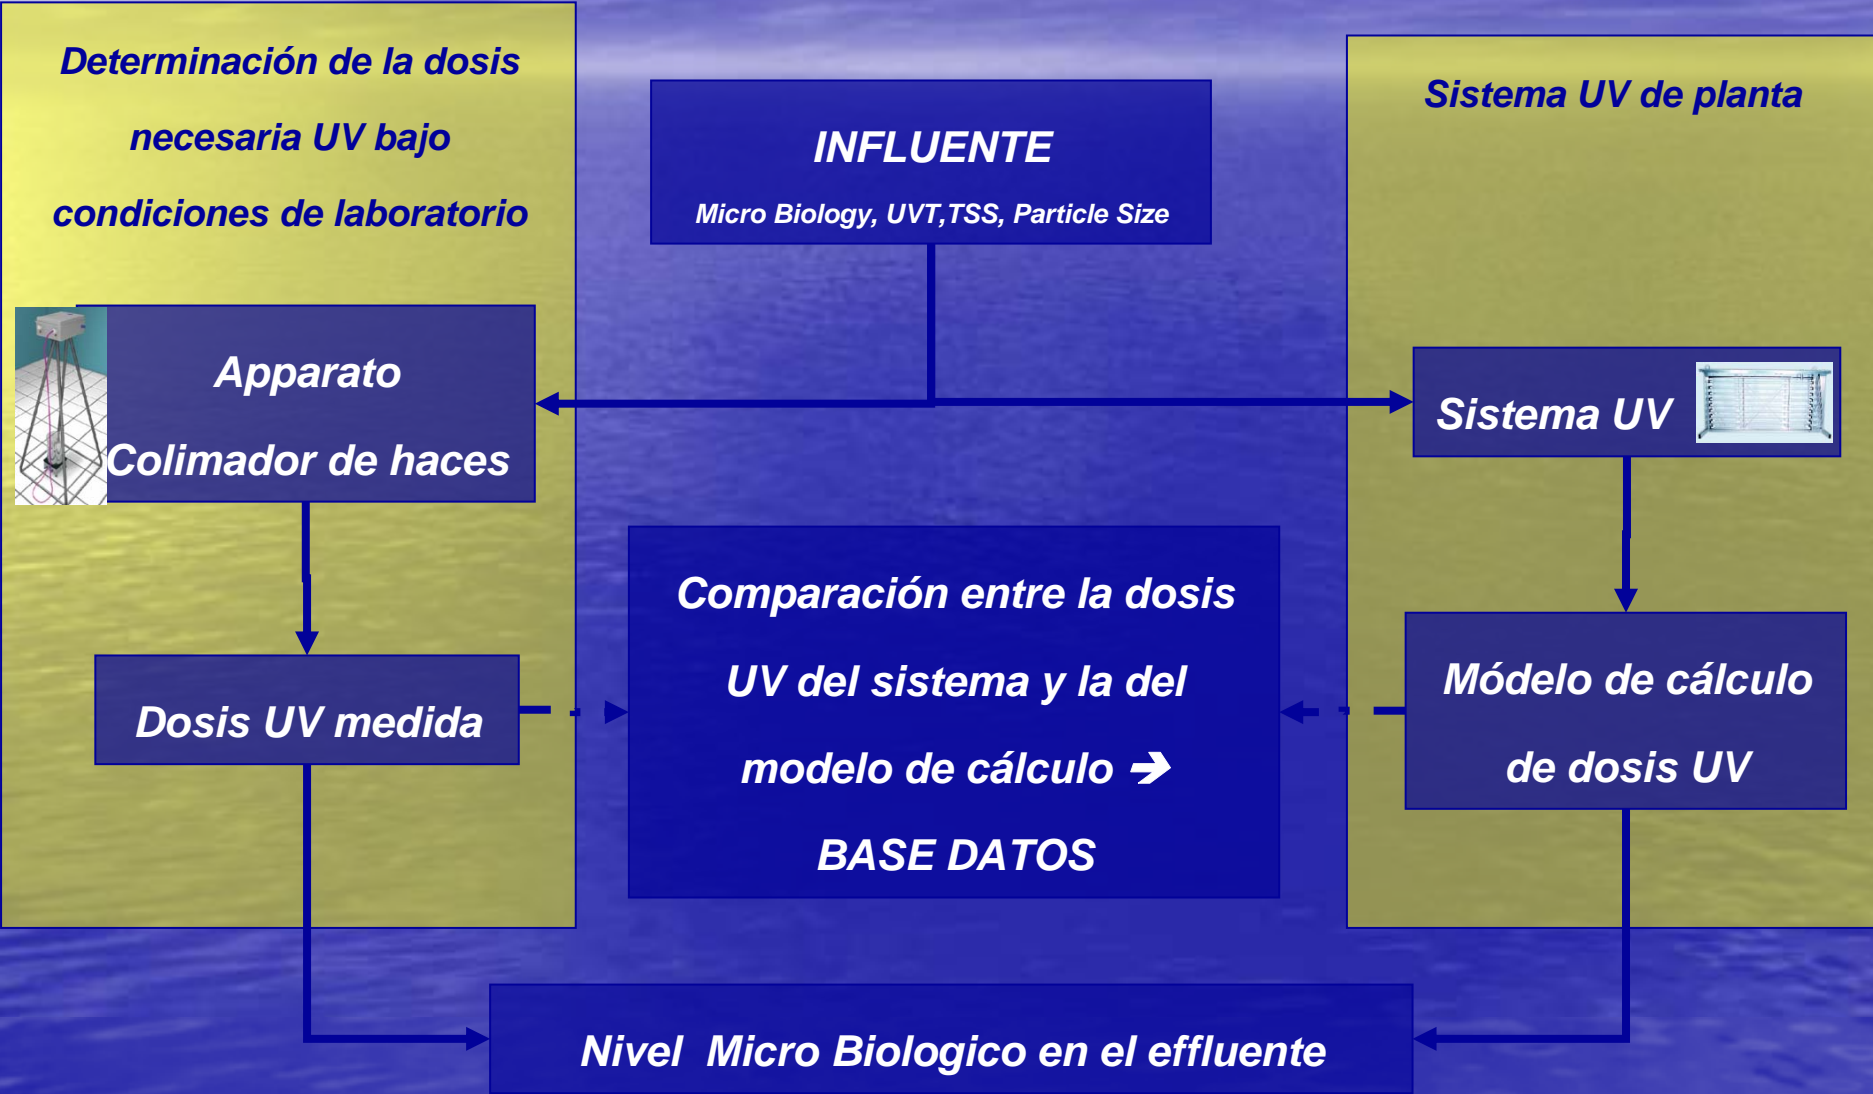 Determinación de la dosis
necesaria UV bajo
condiciones de laboratorio
INFLUENTE
Micro Biology, UVT,TSS, Particle Size
Sistema UV de planta
Apparato
Colimador de haces
Sistema UV
Dosis UV medida
Comparación entre la dosis
UV del sistema y la del
modelo de cálculo ➔
BASE DATOS
Módelo de cálculo
de dosis UV
Nivel Micro Biologico en el effluente